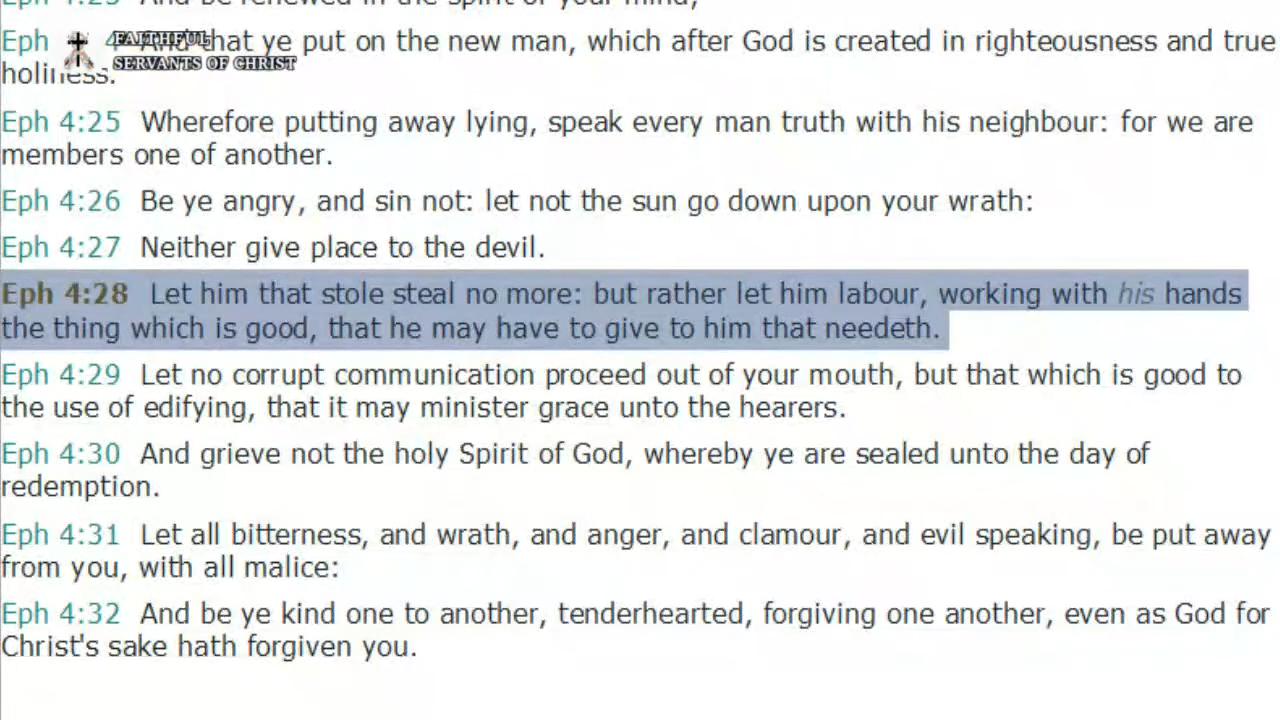 Eph 4:23 And be renewed in the spirit of your mind;
Eph 4 And that ye put on the new man, which after God is created in righteousness and true
holiness.
FAITHFUL
SERVANTS OF CHRIST
Eph 4:25 Wherefore putting away lying, speak every man truth with his neighbour: for we are
members one of another.
Eph 4:26 Be ye angry, and sin not: let not the sun go down upon your wrath:
Eph 4:27 Neither give place to the devil.
Eph 4:28 Let him that stole steal no more: but rather let him labour, working with his hands
the thing which is good, that he may have to give to him that needeth.
Eph 4:29 Let no corrupt communication proceed out of your mouth, but that which is good to
the use of edifying, that it may minister grace unto the hearers.
Eph 4:30 And grieve not the holy Spirit of God, whereby ye are sealed unto the day of
redemption.
Eph 4:31 Let all bitterness, and wrath, and anger, and clamour, and evil speaking, be put away
from you, with all malice:
Eph 4:32 And be ye kind one to another, tenderhearted, forgiving one another, even as God for
Christ's sake hath forgiven you.